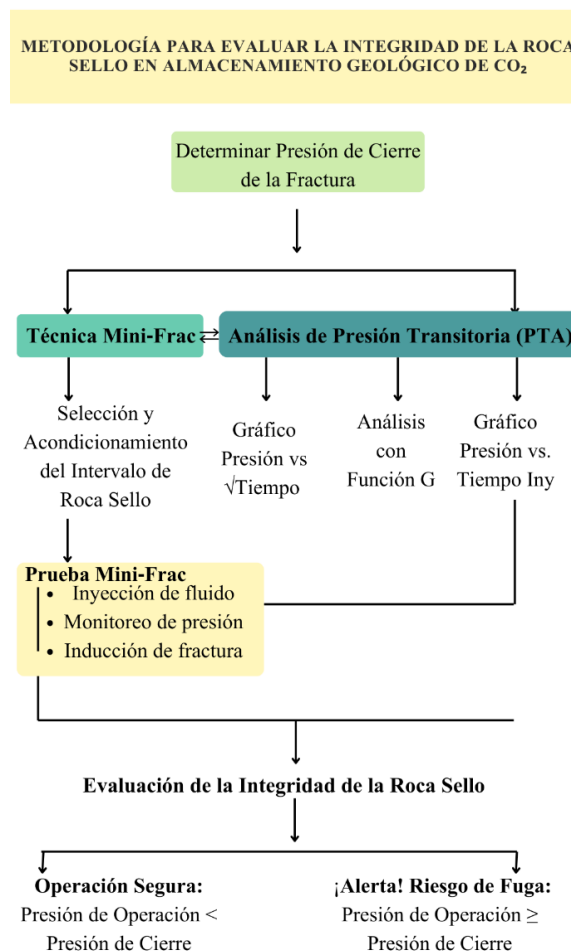 METODOLOGÍA PARA EVALUAR LA INTEGRIDAD DE LA ROCA
SELLO EN ALMACENAMIENTO GEOLÓGICO DE CO₂
Determinar Presión de Cierre
de la Fractura
Técnica Mini-Frac
Análisis de Presión Transitoria (PTA)
Selección y
Acondicionamiento
del Intervalo de
Roca Sello
Gráfico
Presión vs
√Tiempo
Análisis
con
Función G
Gráfico
Presión vs.
Tiempo Iny
Prueba Mini-Frac
• Inyección de fluido
• Monitoreo de presión
• Inducción de fractura
Evaluación de la Integridad de la Roca Sello
Operación Segura:
Presión de Operación <
Presión de Cierre
¡Alerta! Riesgo de Fuga:
Presión de Operación ≥
Presión de Cierre